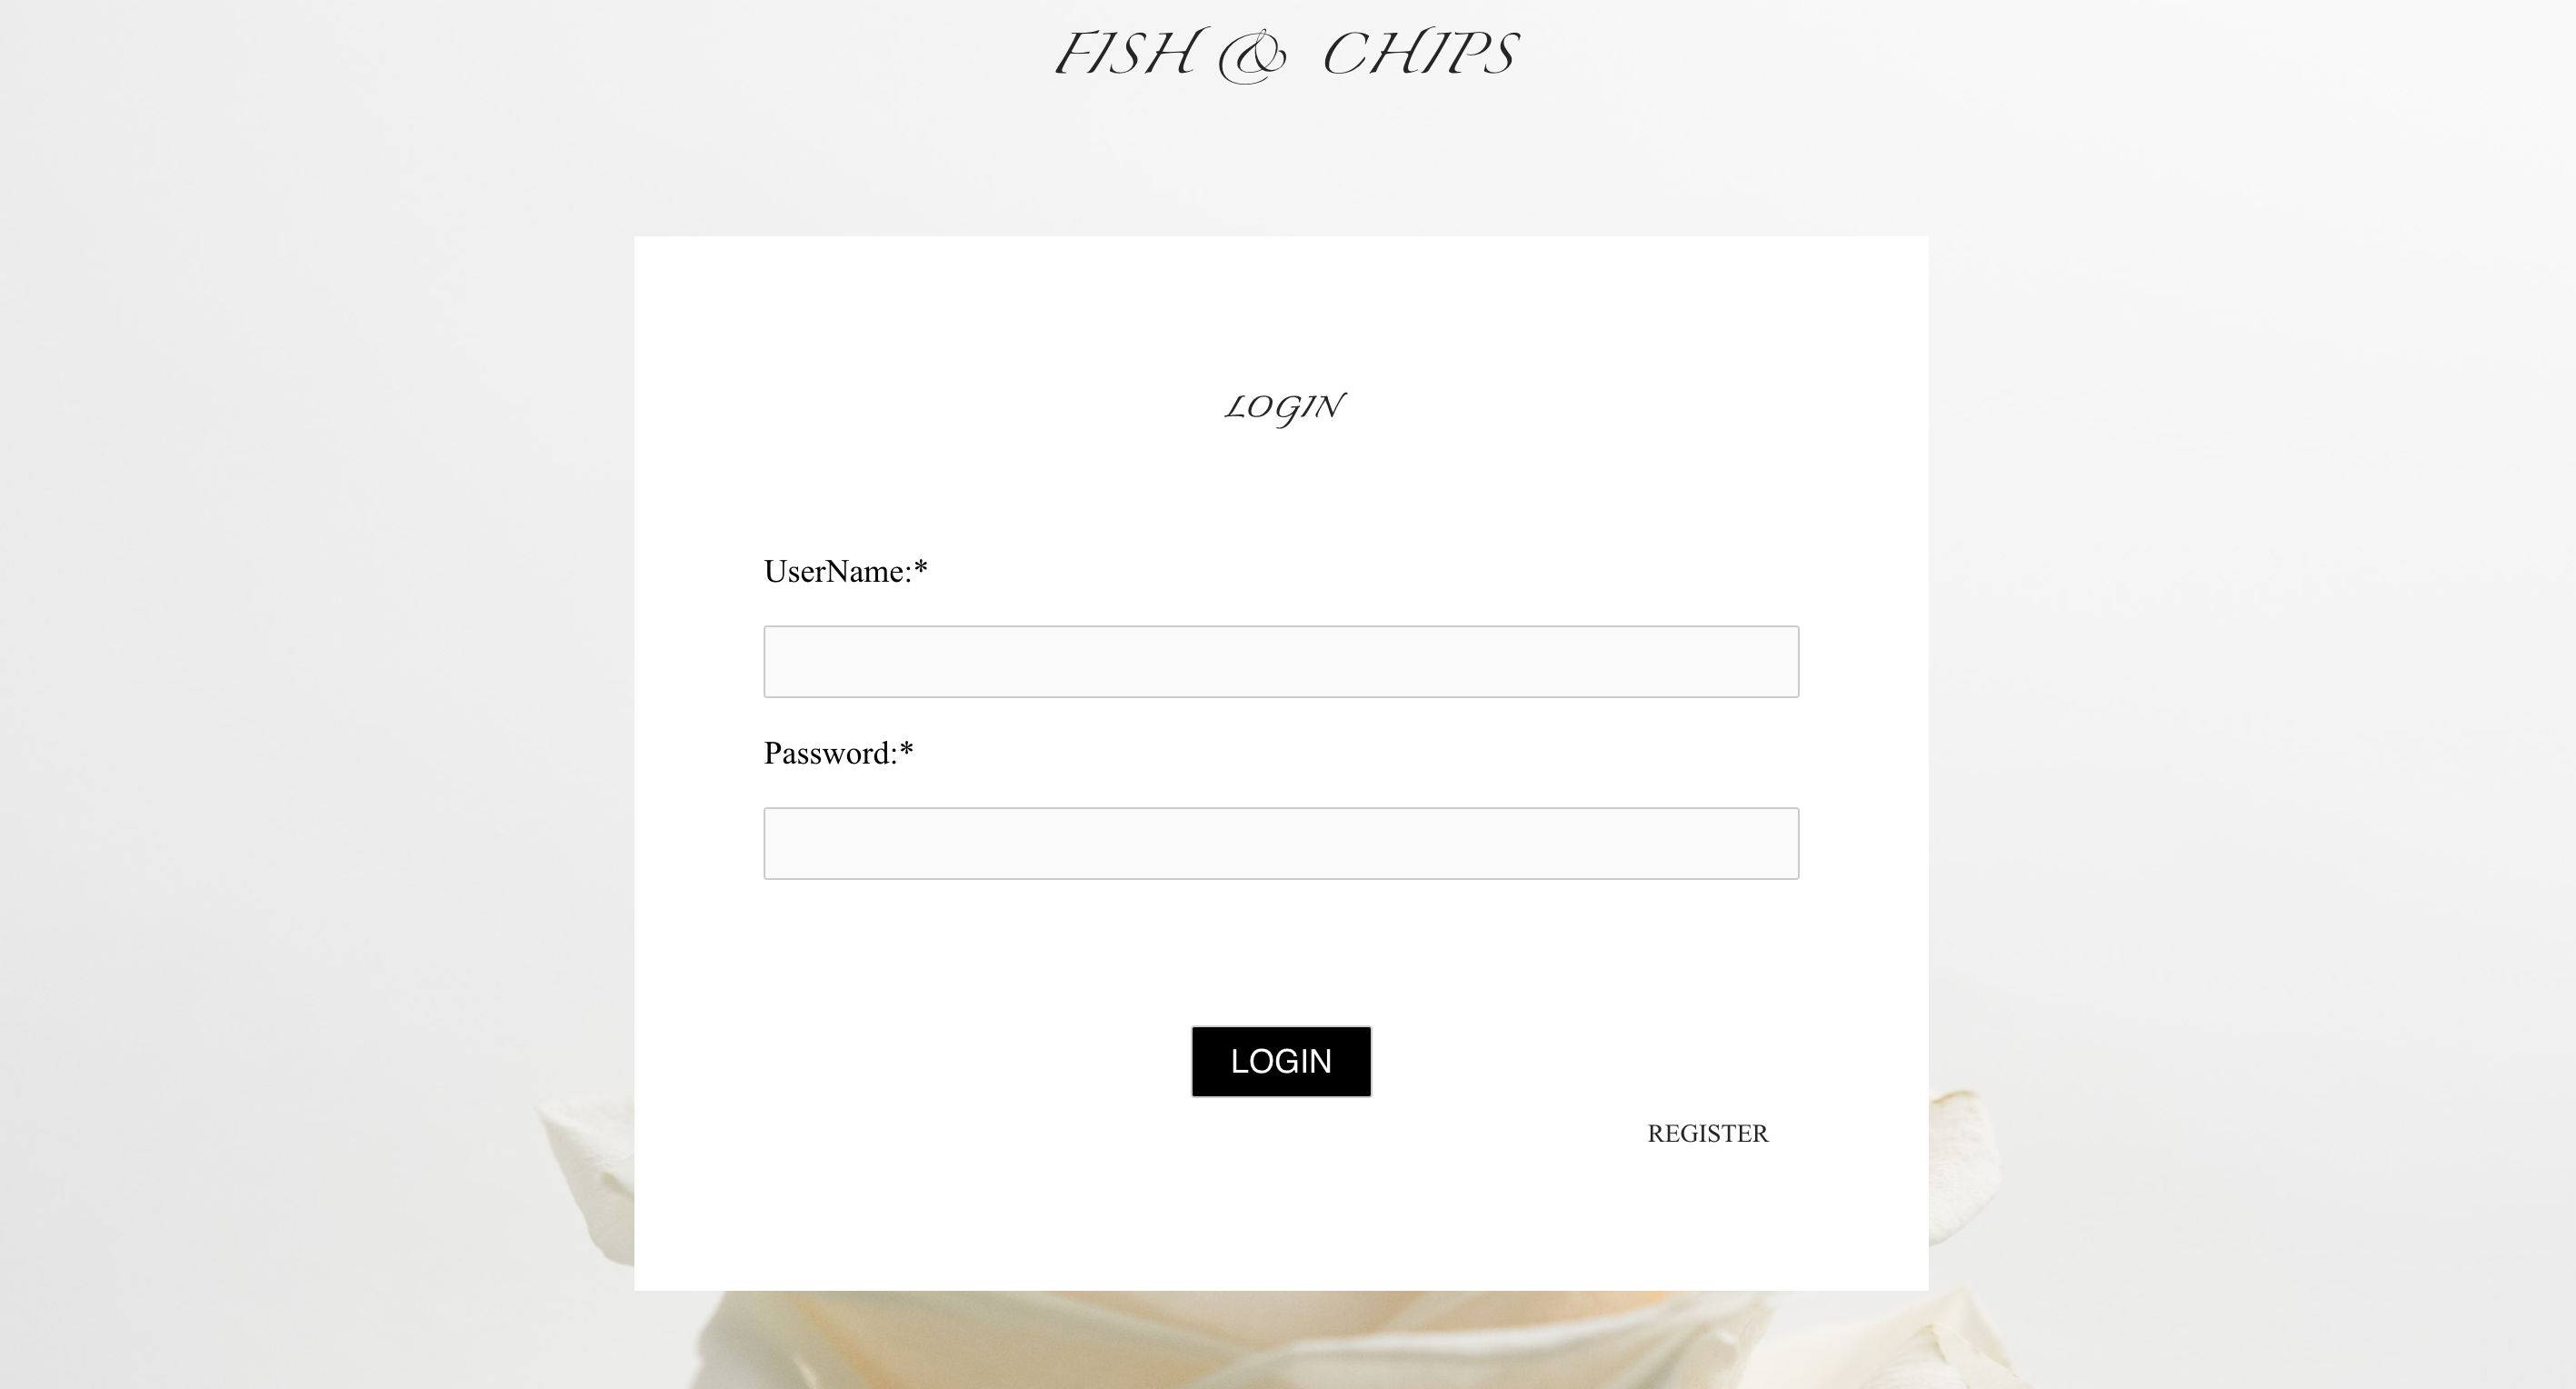 FISH & CHIPS
LOGIN
UserName:*
Password:*
LOGIN
REGISTER